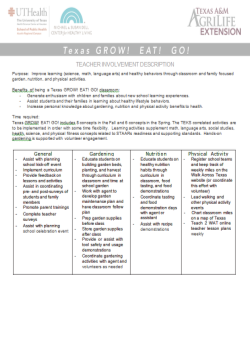 UTHealth
The University of Texas
TEXAS A&M
AGRILIFE
EXTENSION
Texas GROW! EAT! GO!
TEACHER INVOLVEMENT DESCRIPTION
Purpose: Improve learning (science, math, language arts) and healthy behaviors through classroom and family focused
garden, nutrition, and physical activities.
Benefits of being a Texas GROW! EAT! GO! classroom:
- Generate enthusiasm with children and families about new school learning experiences.
- Assist students and their families in learning about healthy lifestyle behaviors.
- Increase personal knowledge about gardening, nutrition and physical activity benefits to health.
Time required
Texas GROW! EAT! GO! includes 8 concepts in the Fall and 8 concepts in the Spring. The TEKS correlated activities are
to be implemented in order with some time flexibility. Learning activities supplement math, language arts, social studies,
health, science, and physical fitness concepts related to STAARs readiness and supporting standards. Hands-on
gardening is supported with volunteer engagement.
General
• Assist with planning school kick-off event
• Implement curriculum
• Provide feedback on lessons and activities
• Assist in coordinating pre- and post-surveys of students and family members
• Promote parent trainings
• Complete teacher surveys
• Assist with planning school celebration event
Gardening
• Educate students on building garden beds, planting, and harvest through curriculum in classroom and time at school garden
• Work with agent to develop garden maintenance plan and have classroom follow plan
• Prep garden supplies before class
• Store garden supplies after class
• Provide or assist with tool safety and usage demonstrations
• Coordinate gardening activities with agent and volunteers as needed
Nutrition
• Educate students on healthy nutrition habits through curriculum in classroom, food tasting, and food demonstrations
• Coordinate tasting and food demonstration days with agent or assistant
• Assist with recipe demonstrations
Physical Activity
• Register school teams and keep track of weekly miles on the Walk Across Texas website (or coordinate this effort with volunteer)
• Lead walking and other physical activity events
• Chart classroom miles on a map of Texas
• Teach 2 WAT online teacher lesson plans weekly